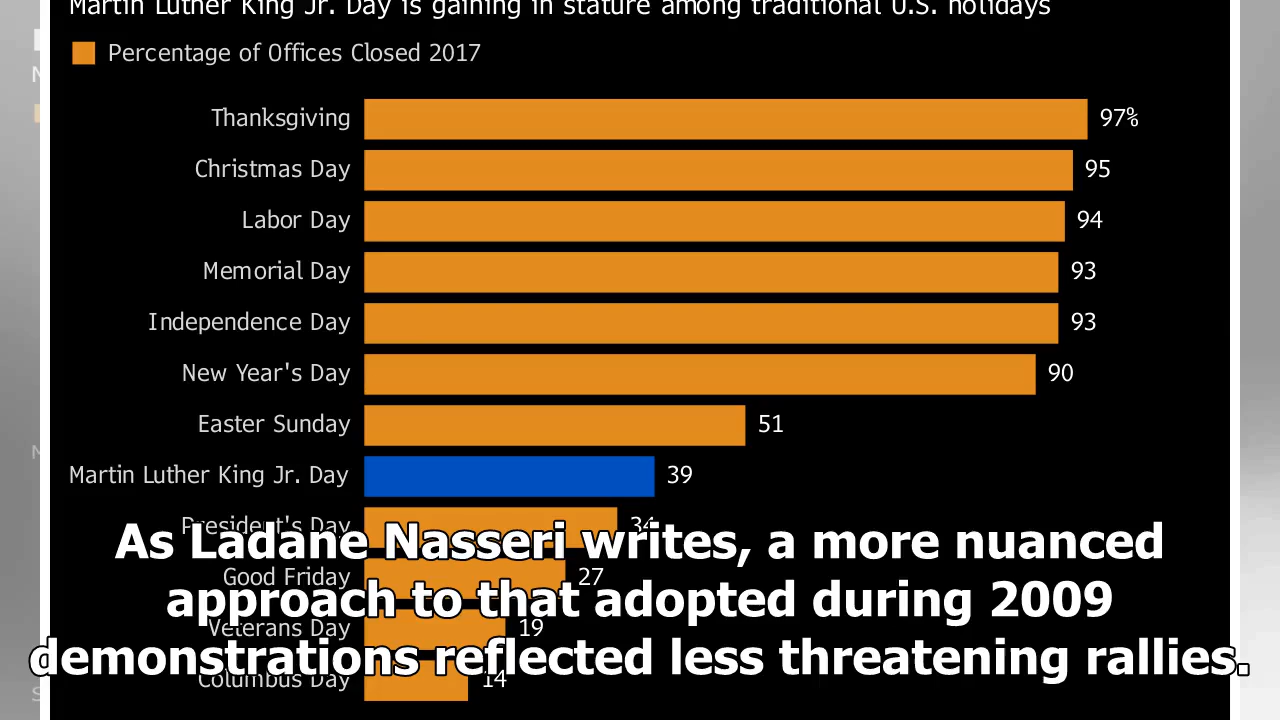 Martin Luther King Jr. Day is gaining in stature among traditional U.S. holidays
Percentage of Offices Closed 2017
Thanksgiving 97%
Christmas Day 95
Labor Day 94
Memorial Day 93
Independence Day 93
New Year's Day 90
Easter Sunday 51
Martin Luther King Jr. Day 39
President's Day 34
Good Friday 27
Veterans Day 19
Columbus Day 14
As Ladane Nasseri writes, a more nuanced
approach to that adopted during 2009
demonstrations reflected less threatening rallies.